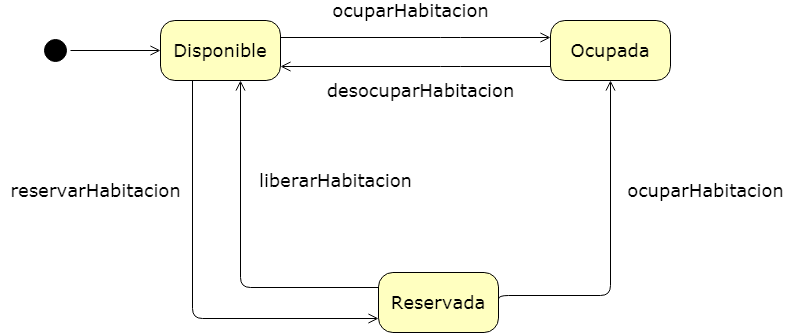 ocuparHabitacion
Disponible
Ocupada
desocuparHabitacion
reservarHabitacion
liberarHabitacion
ocuparHabitacion
Reservada